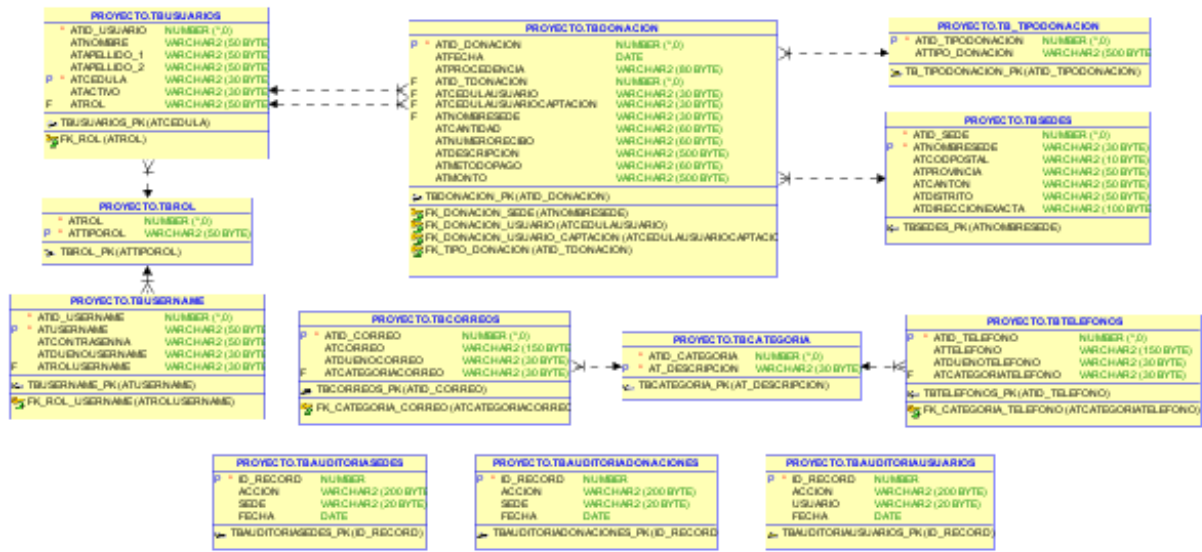 PROYECTO.TBUSUARIOS
* ATID_USUARIO NUMBER (*,0)
ATNOMBRE VARCHAR2 (50 BYTE
ATAPELLIDO_1 VARCHAR2 (50 BYTE
ATAPELLIDO_2 VARCHAR2 (50 BYTE
P * ATCEDULA VARCHAR2 (30 BYTE
ATACTIVO VARCHAR2 (30 BYTE
F ATROL VARCHAR2 (50 BYTE
TBUSUARIOS_PK (ATCEDULA)
FK_ROL (ATROL)
PROYECTO.TBDONACION
P * ATID_DONACION NUMBER (*,0)
ATFECHA DATE
ATPROCEDENCIA VARCHAR2 (80 BYTE)
F ATID_TDONACION NUMBER (*,0)
F ATCEDULAUSUARIO VARCHAR2 (30 BYTE)
F ATCEDULAUSUARIOCAPTACION VARCHAR2 (30 BYTE)
F ATNOMBRESEDE VARCHAR2 (30 BYTE)
ATCANTIDAD VARCHAR2 (60 BYTE)
ATNUMERORECIBO VARCHAR2 (60 BYTE)
ATDESCRIPCION VARCHAR2 (500 BYTE)
ATMETODOPAGO VARCHAR2 (60 BYTE)
ATMONTO VARCHAR2 (500 BYTE)
TBDONACION_PK (ATID_DONACION)
FK_DONACION_SEDE (ATNOMBRESEDE)
FK_DONACION_USUARIO (ATCEDULAUSUARIO)
FK_DONACION_USUARIO_CAPTACION (ATCEDULAUSUARIOCAPTACIO
FK_TIPO_DONACION (ATID_TDONACION)
PROYECTO.TB_TIPODONACION
P * ATID_TIPODONACION NUMBER (*,0)
ATTIPO_DONACION VARCHAR2 (500 BYTE
TB_TIPODONACION_PK (ATID_TIPODONACION)
PROYECTO.TBSEDES
* ATID_SEDE NUMBER (*,0)
P * ATNOMBRESEDE VARCHAR2 (30 BYTE)
ATCODPOSTAL VARCHAR2 (10 BYTE)
ATPROVINCIA VARCHAR2 (50 BYTE)
ATCANTON VARCHAR2 (50 BYTE)
ATDISTRITO VARCHAR2 (50 BYTE)
ATDIRECCIONEXACTA VARCHAR2 (100 BYTE
TBSEDES_PK (ATNOMBRESEDE)
PROYECTO.TBROL
* ATROL NUMBER (*,0)
P * ATTIPOROL VARCHAR2 (50 BYTE)
TBROL_PK (ATTIPOROL)
PROYECTO.TBUSERNAME
* ATID_USERNAME NUMBER (*,0)
P * ATUSERNAME VARCHAR2 (50 BYTE
ATCONTRASENNA VARCHAR2 (50 BYTE
ATDUENOUSERNAME VARCHAR2 (30 BYTE
F ATROLUSERNAME VARCHAR2 (30 BYTE
TBUSERNAME_PK (ATUSERNAME)
FK_ROL_USERNAME (ATROLUSERNAME)
PROYECTO.TBCORREOS
P * ATID_CORREO NUMBER (*,0)
ATCORREO VARCHAR2 (150 BYTE
ATDUENOCORREO VARCHAR2 (30 BYTE)
F ATCATEGORIACORREO VARCHAR2 (30 BYTE)
TBCORREOS_PK (ATID_CORREO)
FK_CATEGORIA_CORREO (ATCATEGORIACORREO
PROYECTO.TBCATEGORIA
* ATID_CATEGORIA NUMBER (*,0)
P * AT_DESCRIPCION VARCHAR2 (30 BYTE)
TBCATEGORIA_PK (AT_DESCRIPCION)
PROYECTO.TBTELEFONOS
P * ATID_TELEFONO NUMBER (*,0)
ATTELEFONO VARCHAR2 (150 BYTE)
ATDUENOTELEFONO VARCHAR2 (30 BYTE)
F ATCATEGORIATELEFONO VARCHAR2 (30 BYTE)
TBTELEFONOS_PK (ATID_TELEFONO)
FK_CATEGORIA_TELEFONO (ATCATEGORIATELEFONO)
PROYECTO.TBAUDITORIASEDES
P * ID_RECORD NUMBER
ACCION VARCHAR2 (200 BYTE
SEDE VARCHAR2 (20 BYTE)
FECHA DATE
TBAUDITORIASEDES_PK (ID_RECORD)
PROYECTO.TBAUDITORIADONACIONES
P * ID_RECORD NUMBER
ACCION VARCHAR2 (200 BYTE)
SEDE VARCHAR2 (20 BYTE)
FECHA DATE
TBAUDITORIADONACIONES_PK (ID_RECORD
PROYECTO.TBAUDITORIAUSUARIOS
P * ID_RECORD NUMBER
ACCION VARCHAR2 (200 BYTE)
USUARIO VARCHAR2 (20 BYTE)
FECHA DATE
TBAUDITORIAUSUARIOS_PK (ID_RECORD)